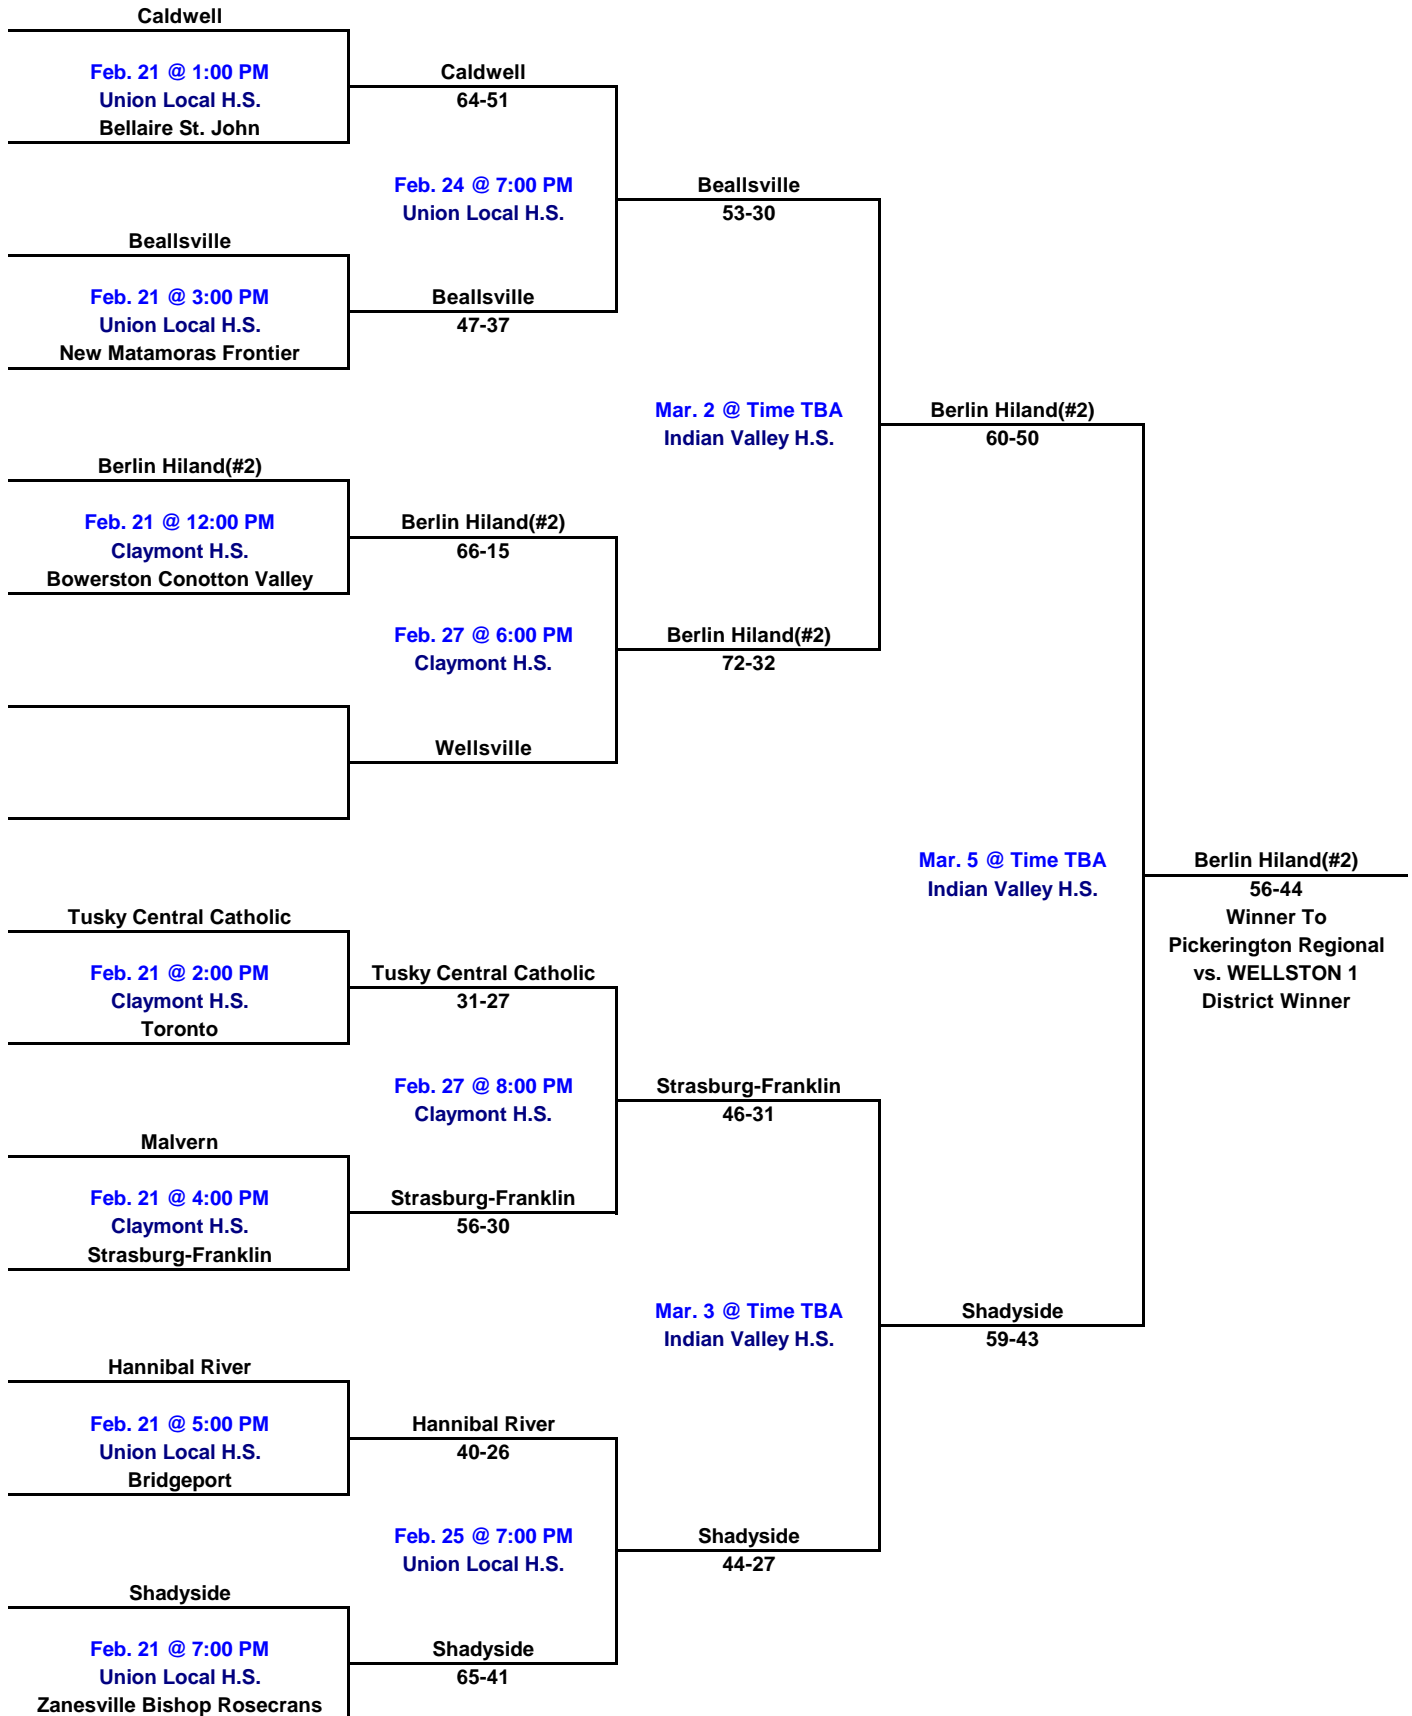 Caldwell
Feb. 21 @ 1:00 PM
Union Local H.S.
Bellaire St. John
Caldwell
64-51
Feb. 24 @ 7:00 PM
Union Local H.S.
Beallsville
53-30
Beallsville
Feb. 21 @ 3:00 PM
Union Local H.S.
New Matamoras Frontier
Beallsville
47-37
Mar. 2 @ Time TBA
Indian Valley H.S.
Berlin Hiland(#2)
60-50
Berlin Hiland(#2)
Feb. 21 @ 12:00 PM
Claymont H.S.
Bowerston Conotton Valley
Berlin Hiland(#2)
66-15
Feb. 27 @ 6:00 PM
Claymont H.S.
Berlin Hiland(#2)
72-32
Wellsville
Mar. 5 @ Time TBA
Indian Valley H.S.
Berlin Hiland(#2)
56-44
Winner To
Pickerington Regional
vs. WELLSTON 1
District Winner
Tusky Central Catholic
Feb. 21 @ 2:00 PM
Claymont H.S.
Toronto
Tusky Central Catholic
31-27
Feb. 27 @ 8:00 PM
Claymont H.S.
Strasburg-Franklin
46-31
Malvern
Feb. 21 @ 4:00 PM
Claymont H.S.
Strasburg-Franklin
Strasburg-Franklin
56-30
Mar. 3 @ Time TBA
Indian Valley H.S.
Shadyside
59-43
Hannibal River
Feb. 21 @ 5:00 PM
Union Local H.S.
Bridgeport
Hannibal River
40-26
Feb. 25 @ 7:00 PM
Union Local H.S.
Shadyside
44-27
Shadyside
Feb. 21 @ 7:00 PM
Union Local H.S.
Zanesville Bishop Rosecrans
Shadyside
65-41